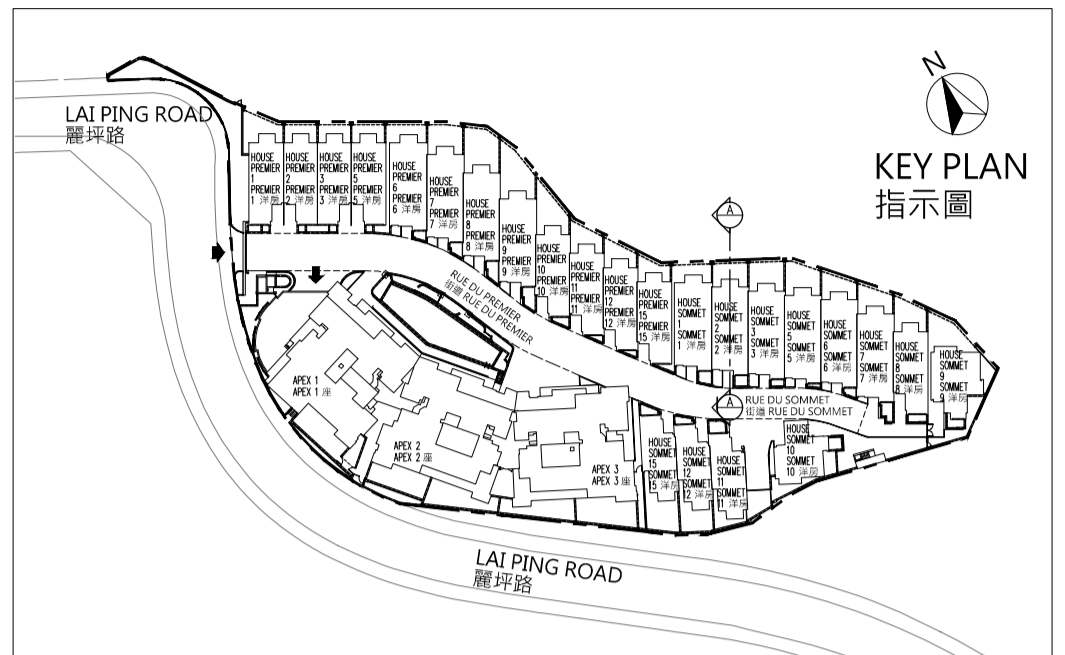 LAI PING ROAD
麗坪路
N
KEY PLAN
指示圖
HOUSE
PREMIER
1
PREMIER
1 洋房
HOUSE
PREMIER
2
PREMIER
2 洋房
HOUSE
PREMIER
3
PREMIER
3 洋房
HOUSE
PREMIER
5
PREMIER
5 洋房
HOUSE
PREMIER
6
PREMIER
6 洋房
HOUSE
PREMIER
7
PREMIER
7 洋房
HOUSE
PREMIER
8
PREMIER
8 洋房
HOUSE
PREMIER
9
PREMIER
9 洋房
HOUSE
PREMIER
10
PREMIER
10 洋房
HOUSE
PREMIER
11
PREMIER
11 洋房
HOUSE
PREMIER
12
PREMIER
12 洋房
HOUSE
PREMIER
15
PREMIER
15 洋房
HOUSE
SOMMET
1
SOMMET
1 洋房
A
HOUSE
SOMMET
2
SOMMET
2 洋房
HOUSE
SOMMET
3
SOMMET
3 洋房
HOUSE
SOMMET
5
SOMMET
5 洋房
HOUSE
SOMMET
6
SOMMET
6 洋房
HOUSE
SOMMET
7
SOMMET
7 洋房
HOUSE
SOMMET
8
SOMMET
8 洋房
HOUSE
SOMMET
9
SOMMET
9 洋房
RUE DU PREMIER
街道 RUE DU PREMIER
A
RUE DU SOMMET
街道 RUE DU SOMMET
APEX 1
APEX 1 座
APEX 2
APEX 2 座
APEX 3
APEX 3 座
HOUSE
SOMMET
15
SOMMET
15 洋房
HOUSE
SOMMET
12
SOMMET
12 洋房
HOUSE
SOMMET
11
SOMMET
11 洋房
HOUSE
SOMMET
10
SOMMET
10 洋房
LAI PING ROAD
麗坪路